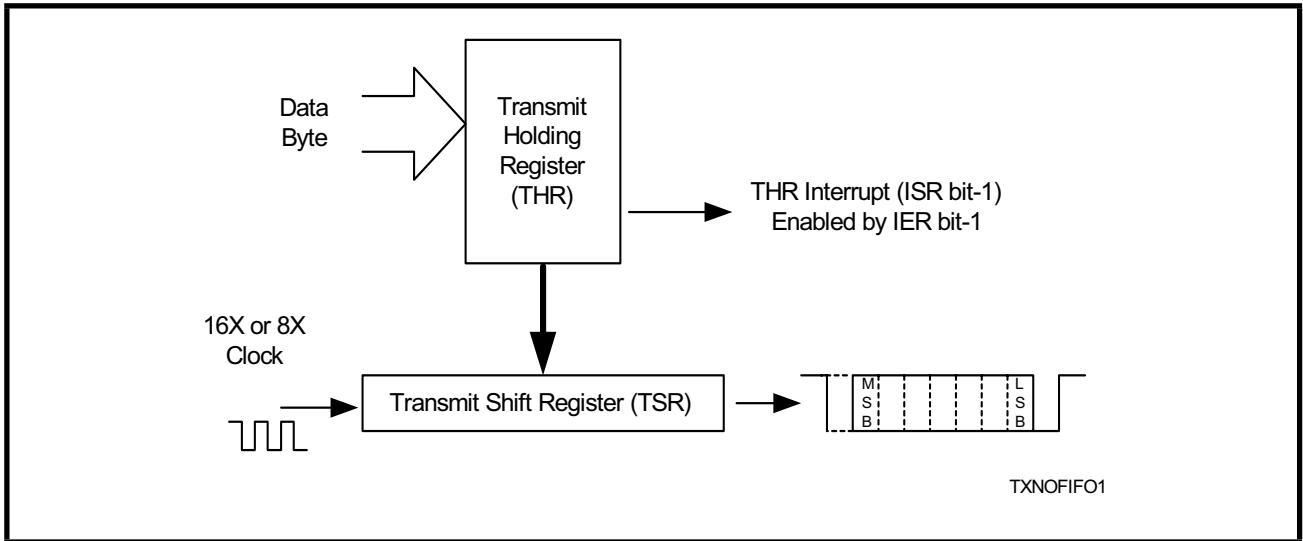 Data
Byte
Transmit
Holding
Register
(THR)
THR Interrupt (ISR bit-1)
Enabled by IER bit-1
16X or 8X
Clock
Transmit Shift Register (TSR)
M
S
B
L
S
B
TXNOFIFO1